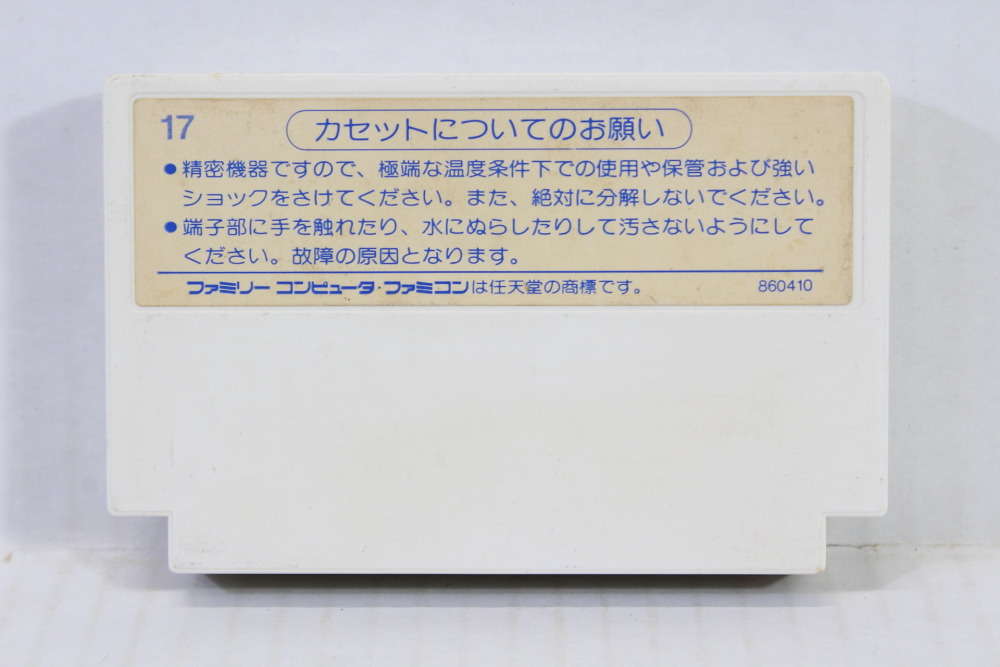 17
カセットについてのお願い
●精密機器ですので、極端な温度条件下での使用や保管および強い
ショックをさけてください。また、絶対に分解しないでください。
●端子部に手を触れたり、水にぬらしたりして汚さないようにして
ください。故障の原因となります。
ファミリー コンピュータ・ファミコンは任天堂の商標です。 860410